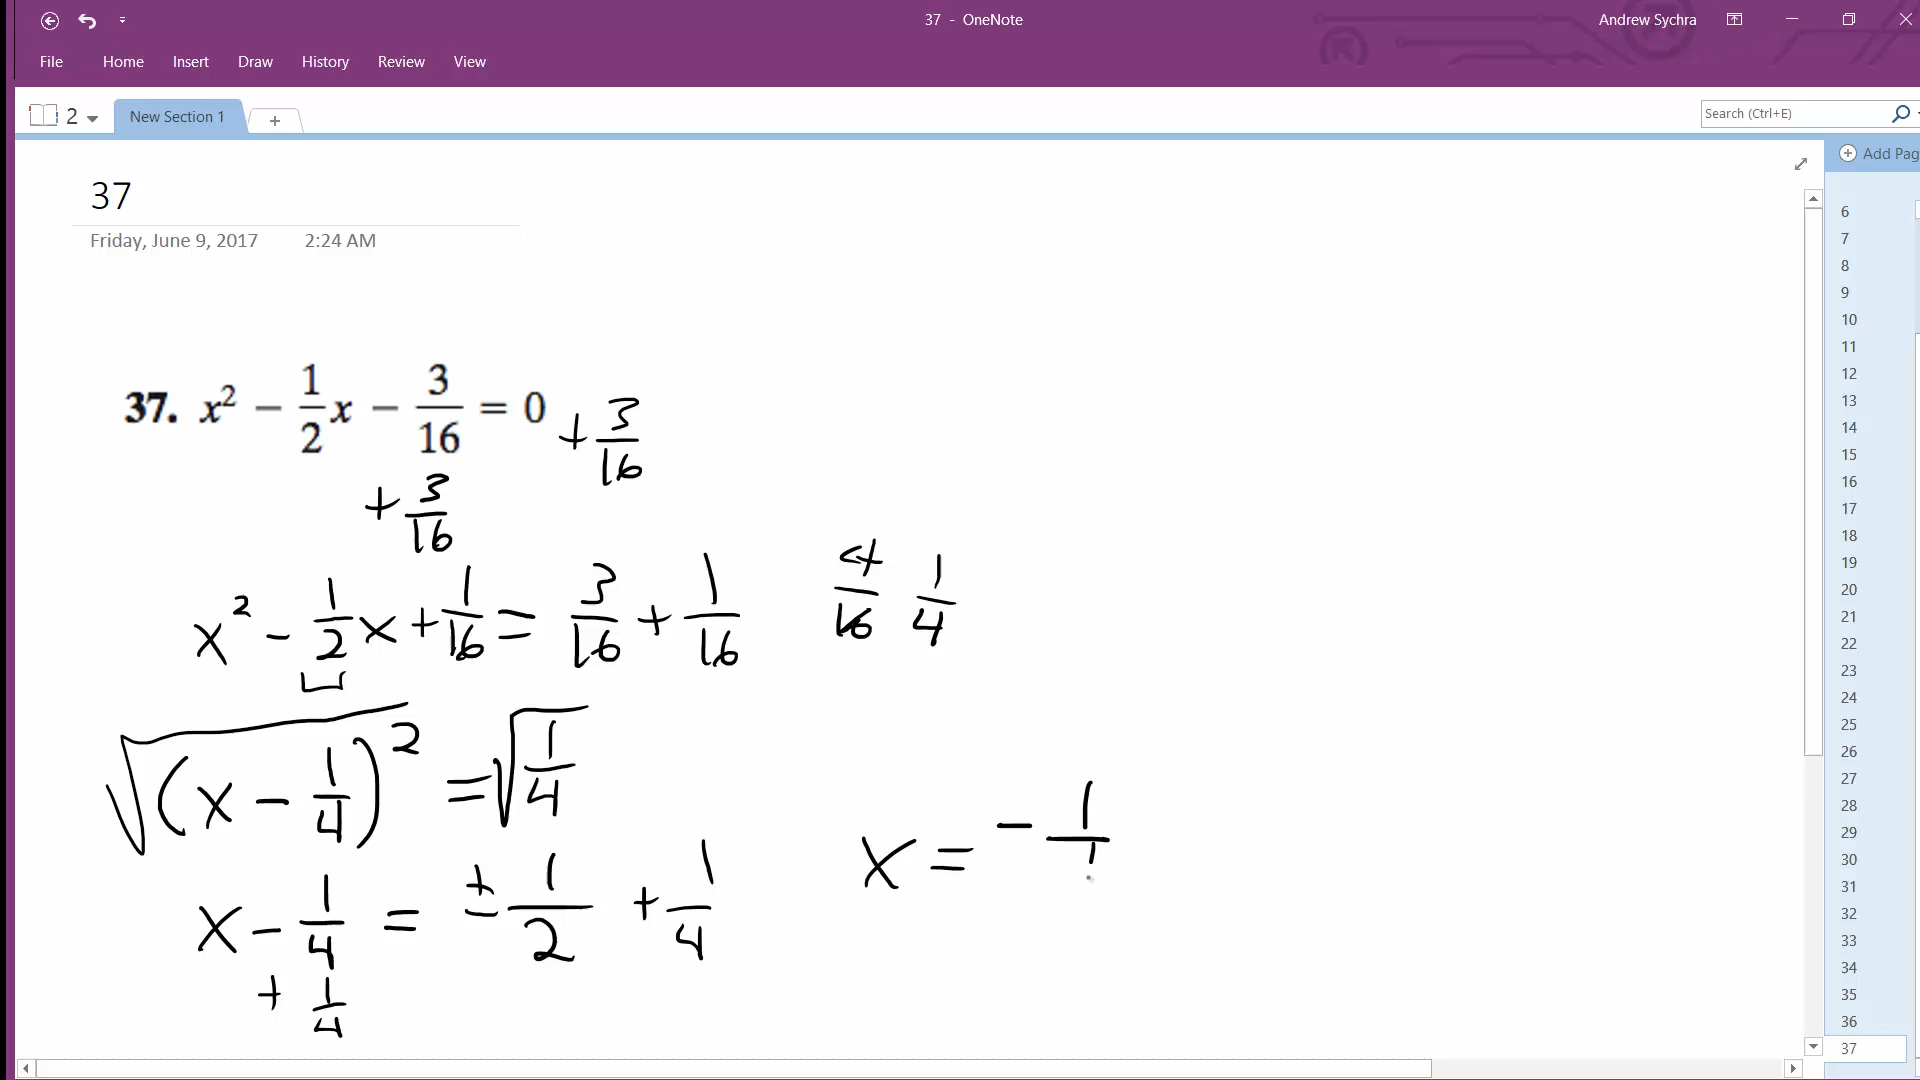 37 - OneNote
Andrew Sychra
File Home Insert Draw History Review View
2 New Section 1 +
Search (Ctrl+E)
Add Pag
37
Friday, June 9, 2017 2:24 AM
37. x² − 1/2 x − 3/16 = 0 + 3/16
+ 3/16
x² - 1/2 x + 1/16 = 3/16 + 1/16 4/16 1/4
√(x - 1/4)² = √1/4
x - 1/4 = ± 1/2 + 1/4
+ 1/4
x = - 1/
6
7
8
9
10
11
12
13
14
15
16
17
18
19
20
21
22
23
24
25
26
27
28
29
30
31
32
33
34
35
36
37